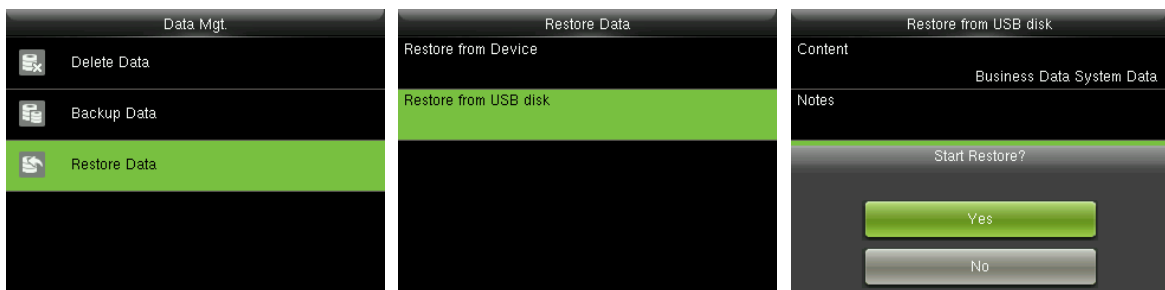 Data Mgt.
Delete Data
Backup Data
Restore Data
Restore Data
Restore from Device
Restore from USB disk
Restore from USB disk
Content
Business Data System Data
Notes
Start Restore?
Yes
No